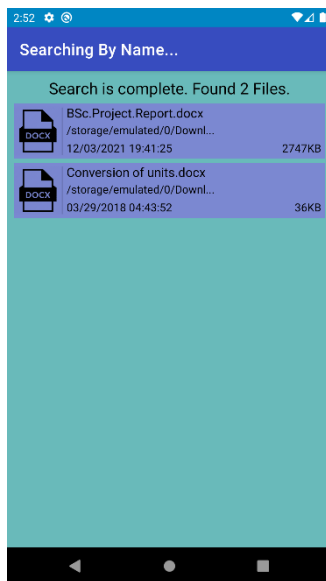 2:52
Searching By Name...
Search is complete. Found 2 Files.
DOCX
BSc.Project.Report.docx
/storage/emulated/0/Downl...
12/03/2021 19:41:25 2747KB
DOCX
Conversion of units.docx
/storage/emulated/0/Downl...
03/29/2018 04:43:52 36KB